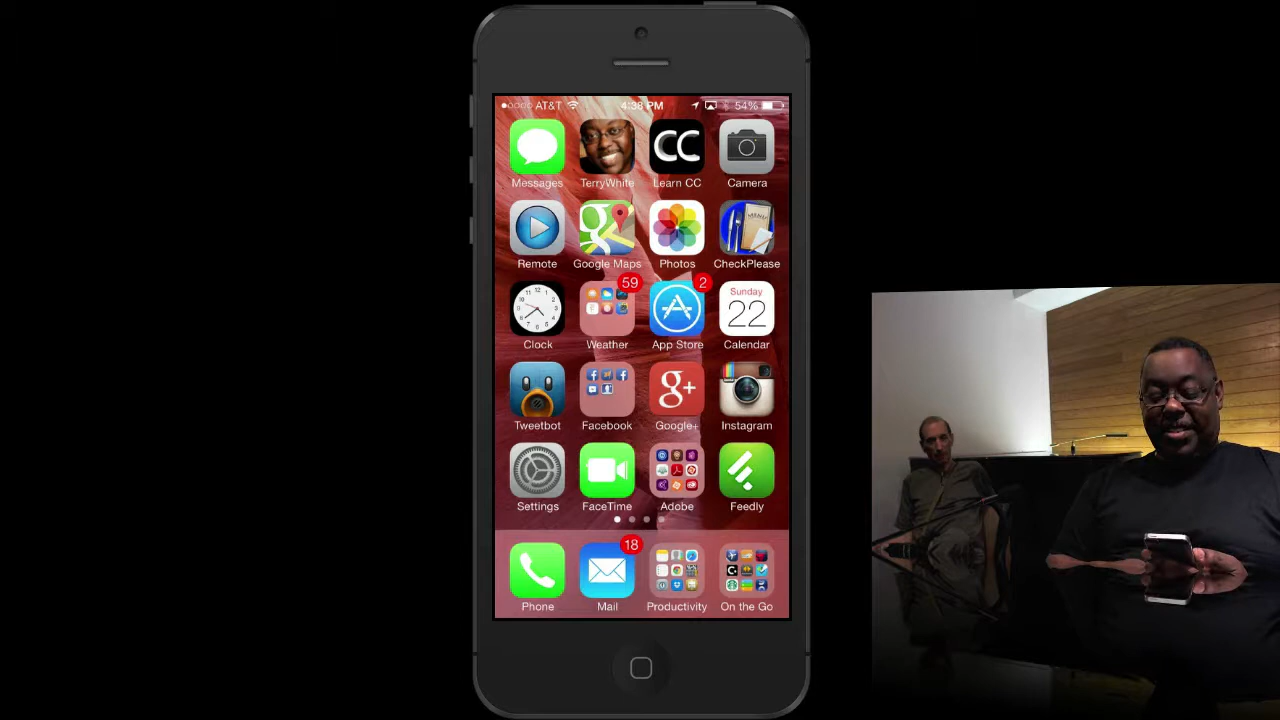 AT&T 4:38 PM 54%
CC
Messages TerryWhite Learn CC Camera
MENU
Remote Google Maps Photos CheckPlease
59 2 Sunday
22
Clock Weather App Store Calendar
g+
Tweetbot Facebook Google+ Instagram
Settings FaceTime Adobe Feedly
18
Phone Mail Productivity On the Go